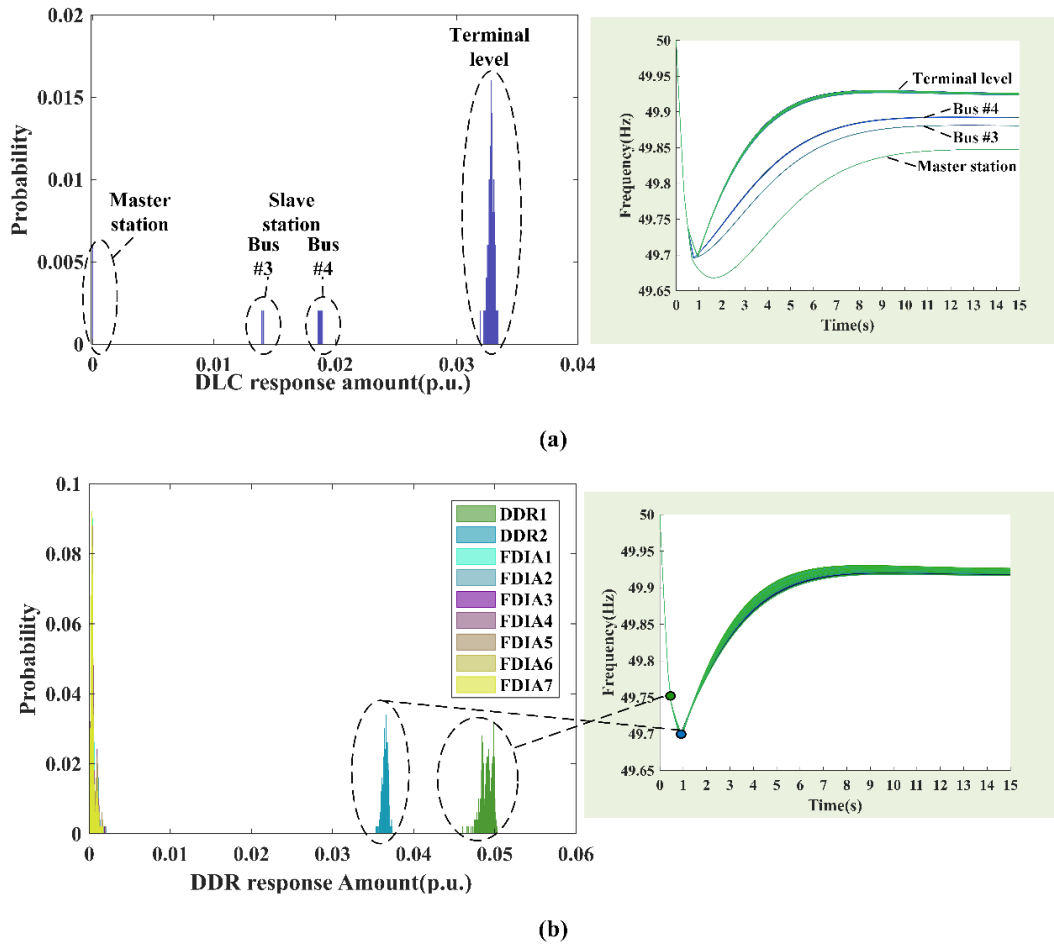 0.02
0.015
0.01
0.005
0
Probability
Master
station
Slave
station
Bus
#3
Bus
#4
Terminal
level
0
0.01
0.02
0.03
0.04
DLC response amount(p.u.)
50
49.95
49.9
49.85
49.8
49.75
49.7
49.65
Frequency(Hz)
Terminal level
Bus #4
Bus #3
Master station
0 1 2 3 4 5 6 7 8 9 10 11 12 13 14 15
Time(s)
(a)
0.1
0.08
0.06
0.04
0.02
0
Probability
DDR1
DDR2
FDIA1
FDIA2
FDIA3
FDIA4
FDIA5
FDIA6
FDIA7
0
0.01
0.02
0.03
0.04
0.05
0.06
DDR response Amount(p.u.)
50
49.95
49.9
49.85
49.8
49.75
49.7
49.65
Frequency(Hz)
0 1 2 3 4 5 6 7 8 9 10 11 12 13 14 15
Time(s)
(b)